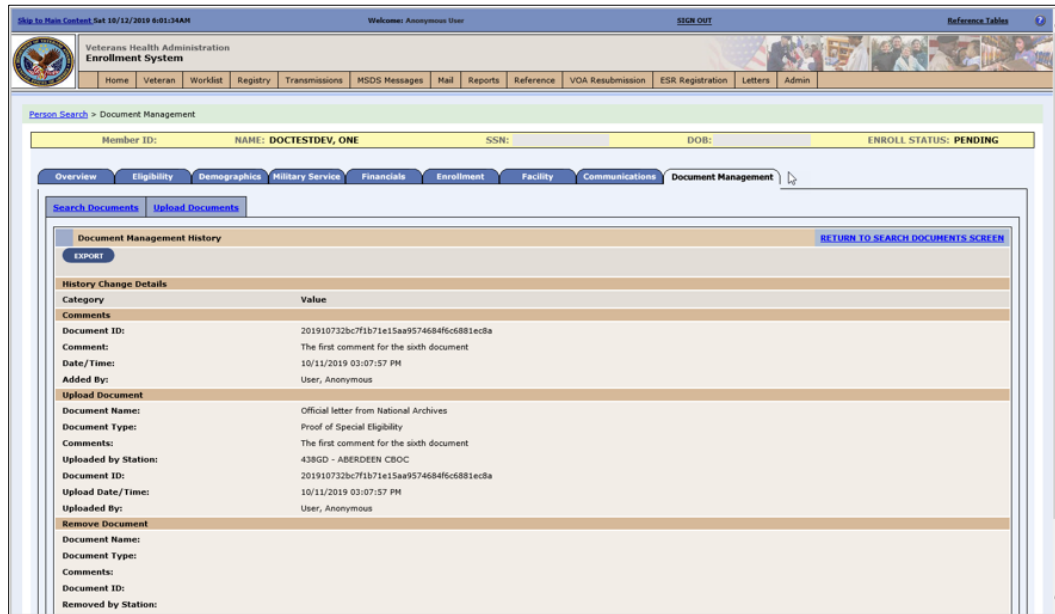 Skip to Main Content Sat 10/12/2019 6:01:34AM Welcome: Anonymous User SIGN OUT Reference Tables ?
Veterans Health Administration
Enrollment System
Home Veteran Worklist Registry Transmissions MSDS Messages Mail Reports Reference VOA Resubmission ESR Registration Letters Admin
Person Search > Document Management
Member ID: NAME: DOCTESTDEV, ONE SSN: DOB: ENROLL STATUS: PENDING
Overview Eligibility Demographics Military Service Financials Enrollment Facility Communications Document Management
Search Documents Upload Documents
Document Management History RETURN TO SEARCH DOCUMENTS SCREEN
EXPORT
History Change Details
Category Value
Comments
Document ID: 201910732bc7f1b71e15aa9574684f6c6881ec8a
Comment: The first comment for the sixth document
Date/Time: 10/11/2019 03:07:57 PM
Added By: User, Anonymous
Upload Document
Document Name: Official letter from National Archives
Document Type: Proof of Special Eligibility
Comments: The first comment for the sixth document
Uploaded by Station: 438GD - ABERDEEN CBOC
Document ID: 201910732bc7f1b71e15aa9574684f6c6881ec8a
Upload Date/Time: 10/11/2019 03:07:57 PM
Uploaded By: User, Anonymous
Remove Document
Document Name:
Document Type:
Comments:
Document ID:
Removed by Station: